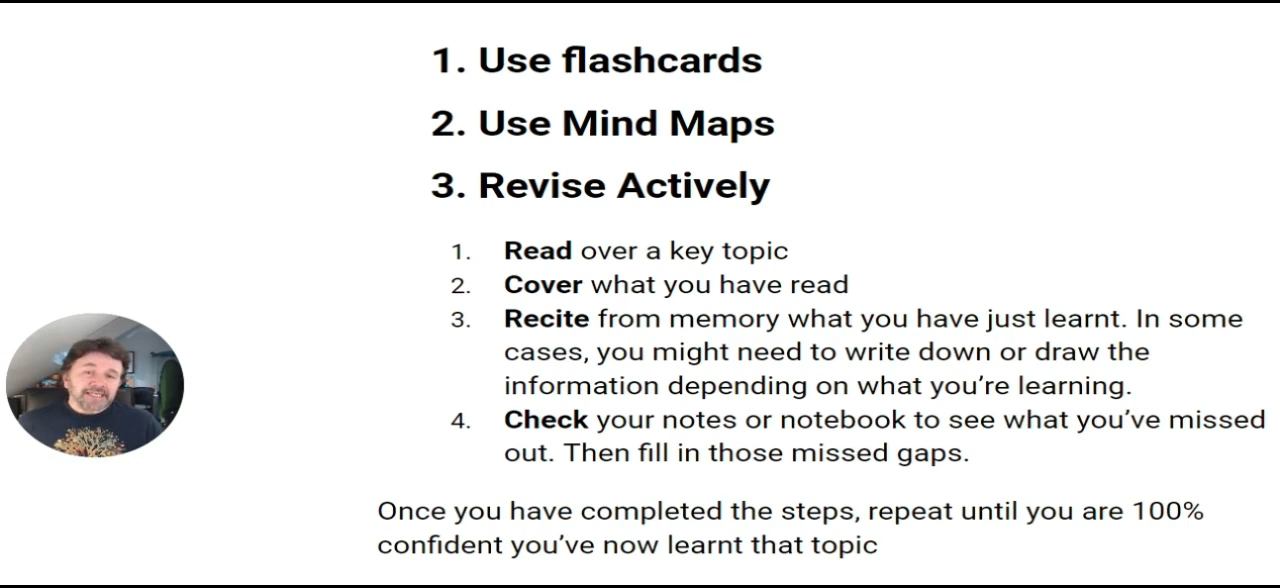 1. Use flashcards
2. Use Mind Maps
3. Revise Actively
1. Read over a key topic
2. Cover what you have read
3. Recite from memory what you have just learnt. In some
cases, you might need to write down or draw the
information depending on what you’re learning.
4. Check your notes or notebook to see what you’ve missed
out. Then fill in those missed gaps.
Once you have completed the steps, repeat until you are 100%
confident you’ve now learnt that topic